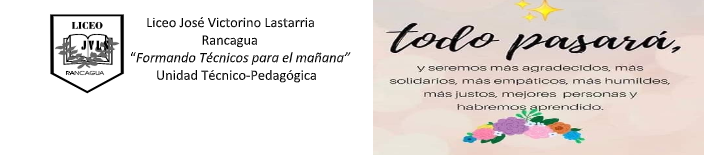 LICEO
JVLS
RANCAGUA
Liceo José Victorino Lastarria
Rancagua
“Formando Técnicos para el mañana”
Unidad Técnico-Pedagógica
todo pasará,
y seremos más agradecidos, más
solidarios, más empáticos, más humildes,
más justos, mejores personas y
habremos aprendido.